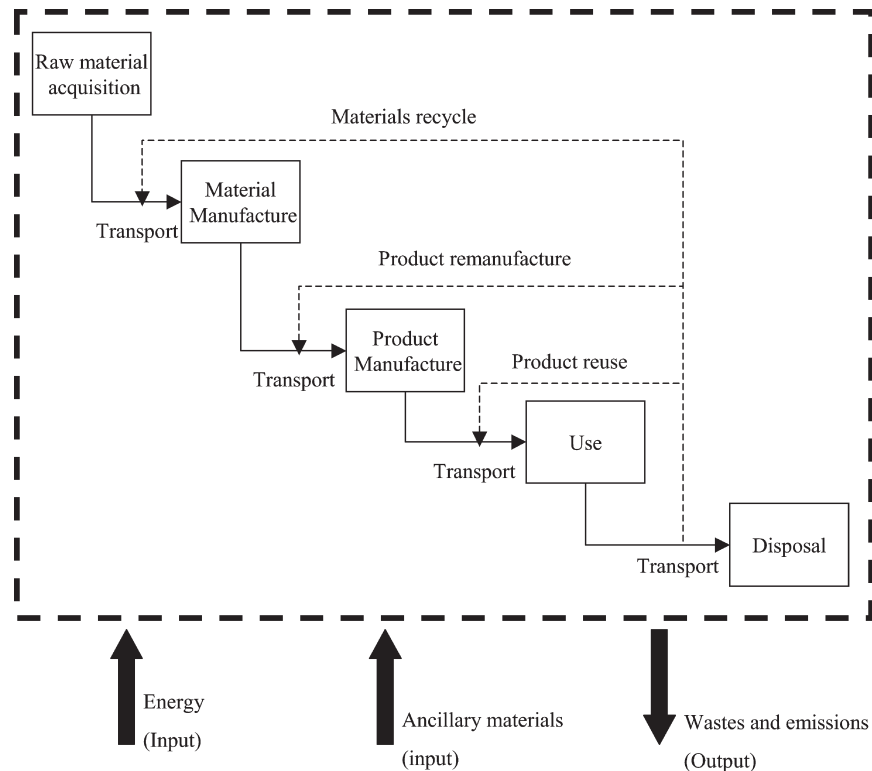 Raw material
acquisition
Materials recycle
Material
Manufacture
Transport
Product remanufacture
Product
Manufacture
Transport
Product reuse
Use
Transport
Disposal
Transport
Energy
(Input)
Ancillary materials
(input)
Wastes and emissions
(Output)